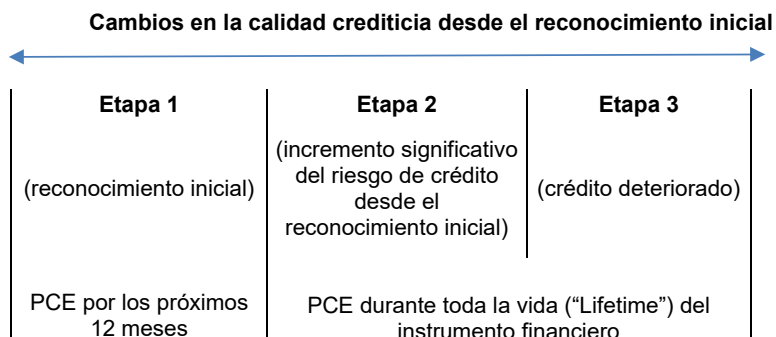 Cambios en la calidad crediticia desde el reconocimiento inicial
Etapa 1
Etapa 2
Etapa 3
(reconocimiento inicial)
(incremento significativo
del riesgo de crédito
desde el
reconocimiento inicial)
(crédito deteriorado)
PCE por los próximos
12 meses
PCE durante toda la vida (“Lifetime”) del
instrumento financiero